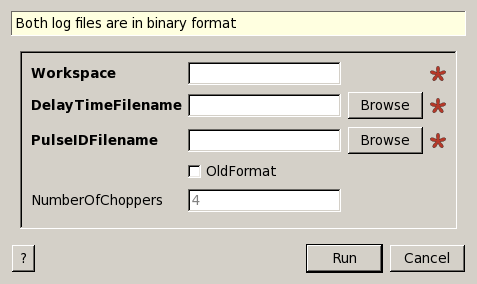 Both log files are in binary format
Workspace
DelayTimeFilename Browse
PulseIDFilename Browse
OldFormat
NumberOfChoppers 4
? Run Cancel